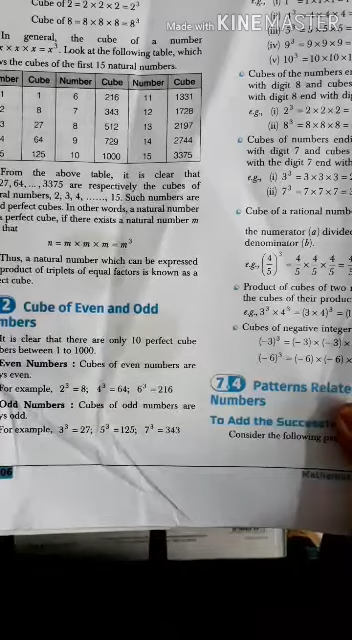 Made with KINEMASTER
Cube of 2 = 2 × 2 × 2 = 2³
Cube of 8 = 8 × 8 × 8 = 8³
In general, the cube of a number
x × x × x = x³. Look at the following table, which
ws the cubes of the first 15 natural numbers.
mber Cube Number Cube Number Cube
1 1 6 216 11 1331
2 8 7 343 12 1728
3 27 8 512 13 2197
4 64 9 729 14 2744
5 125 10 1000 15 3375
From the above table, it is clear that
27, 64, ..., 3375 are respectively the cubes of
ral numbers, 2, 3, 4, ......, 15. Such numbers are
d perfect cubes. In other words, a natural number
a perfect cube, if there exists a natural number m
that
n = m × m × m = m³
Thus, a natural number which can be expressed
product of triplets of equal factors is known as a
ect cube.
2 Cube of Even and Odd
mbers
It is clear that there are only 10 perfect cube
bers between 1 to 1000.
Even Numbers : Cubes of even numbers are
ys even.
For example, 2³ = 8; 4³ = 64; 6³ = 216
Odd Numbers : Cubes of odd numbers are
ys odd.
For example, 3³ = 27; 5³ = 125; 7³ = 343
06
(iv) 9³ = 9 × 9 × 9 =
(v) 10³ = 10 × 10 × 1
Cubes of the numbers en
with digit 8 and cubes
with digit 8 end with dig
e.g., (i) 2³ = 2 × 2 × 2 =
(ii) 8³ = 8 × 8 × 8 =
Cubes of numbers endi
with digit 7 and cubes
with the digit 7 end with
e.g., (i) 3³ = 3 × 3 × 3 = 2
(ii) 7³ = 7 × 7 × 7 = 3
Cube of a rational numb
the numerator (a) divided
denominator (b).
e.g., (4/5)³ = 4/5 × 4/5 × 4/5 = 4
Product of cubes of two n
the cubes of their produc
e.g., 3³ × 4³ = (3 × 4)³ = (1
Cubes of negative integer
(−3)³ = (−3) × (−3) ×
(−6)³ = (−6) × (−6) ×
7.4 Patterns Relate
Numbers
To Add the Successi
Consider the following pa
Mathemat